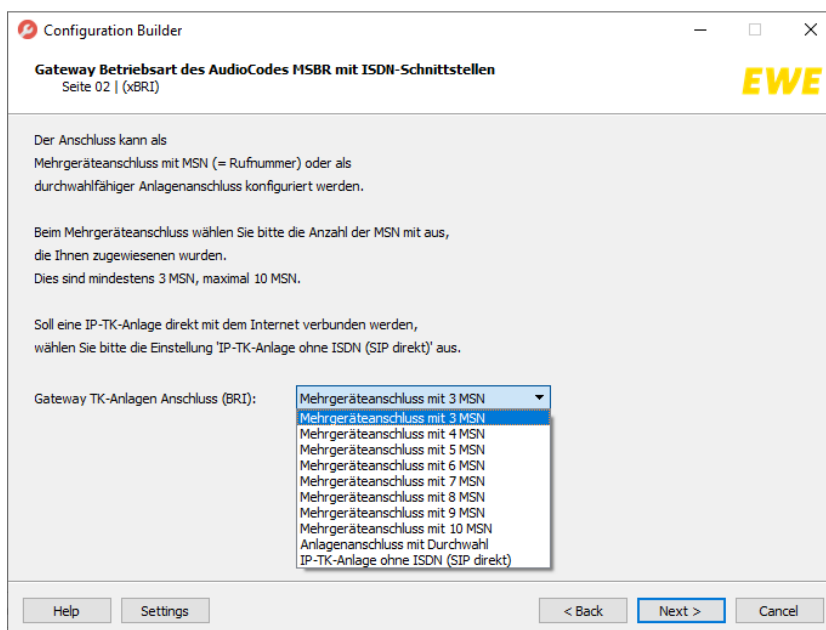 Configuration Builder
Gateway Betriebsart des AudioCodes MSBR mit ISDN-Schnittstellen
Seite 02 | (xBRI)
EWE
Der Anschluss kann als
Mehrgeräteanschluss mit MSN (= Rufnummer) oder als
durchwahlfähiger Anlagenanschluss konfiguriert werden.
Beim Mehrgeräteanschluss wählen Sie bitte die Anzahl der MSN mit aus,
die Ihnen zugewiesenen wurden.
Dies sind mindestens 3 MSN, maximal 10 MSN.
Soll eine IP-TK-Anlage direkt mit dem Internet verbunden werden,
wählen Sie bitte die Einstellung 'IP-TK-Anlage ohne ISDN (SIP direkt)' aus.
Gateway TK-Anlagen Anschluss (BRI): Mehrgeräteanschluss mit 3 MSN
Mehrgeräteanschluss mit 3 MSN
Mehrgeräteanschluss mit 4 MSN
Mehrgeräteanschluss mit 5 MSN
Mehrgeräteanschluss mit 6 MSN
Mehrgeräteanschluss mit 7 MSN
Mehrgeräteanschluss mit 8 MSN
Mehrgeräteanschluss mit 9 MSN
Mehrgeräteanschluss mit 10 MSN
Anlagenanschluss mit Durchwahl
IP-TK-Anlage ohne ISDN (SIP direkt)
Help Settings < Back Next > Cancel